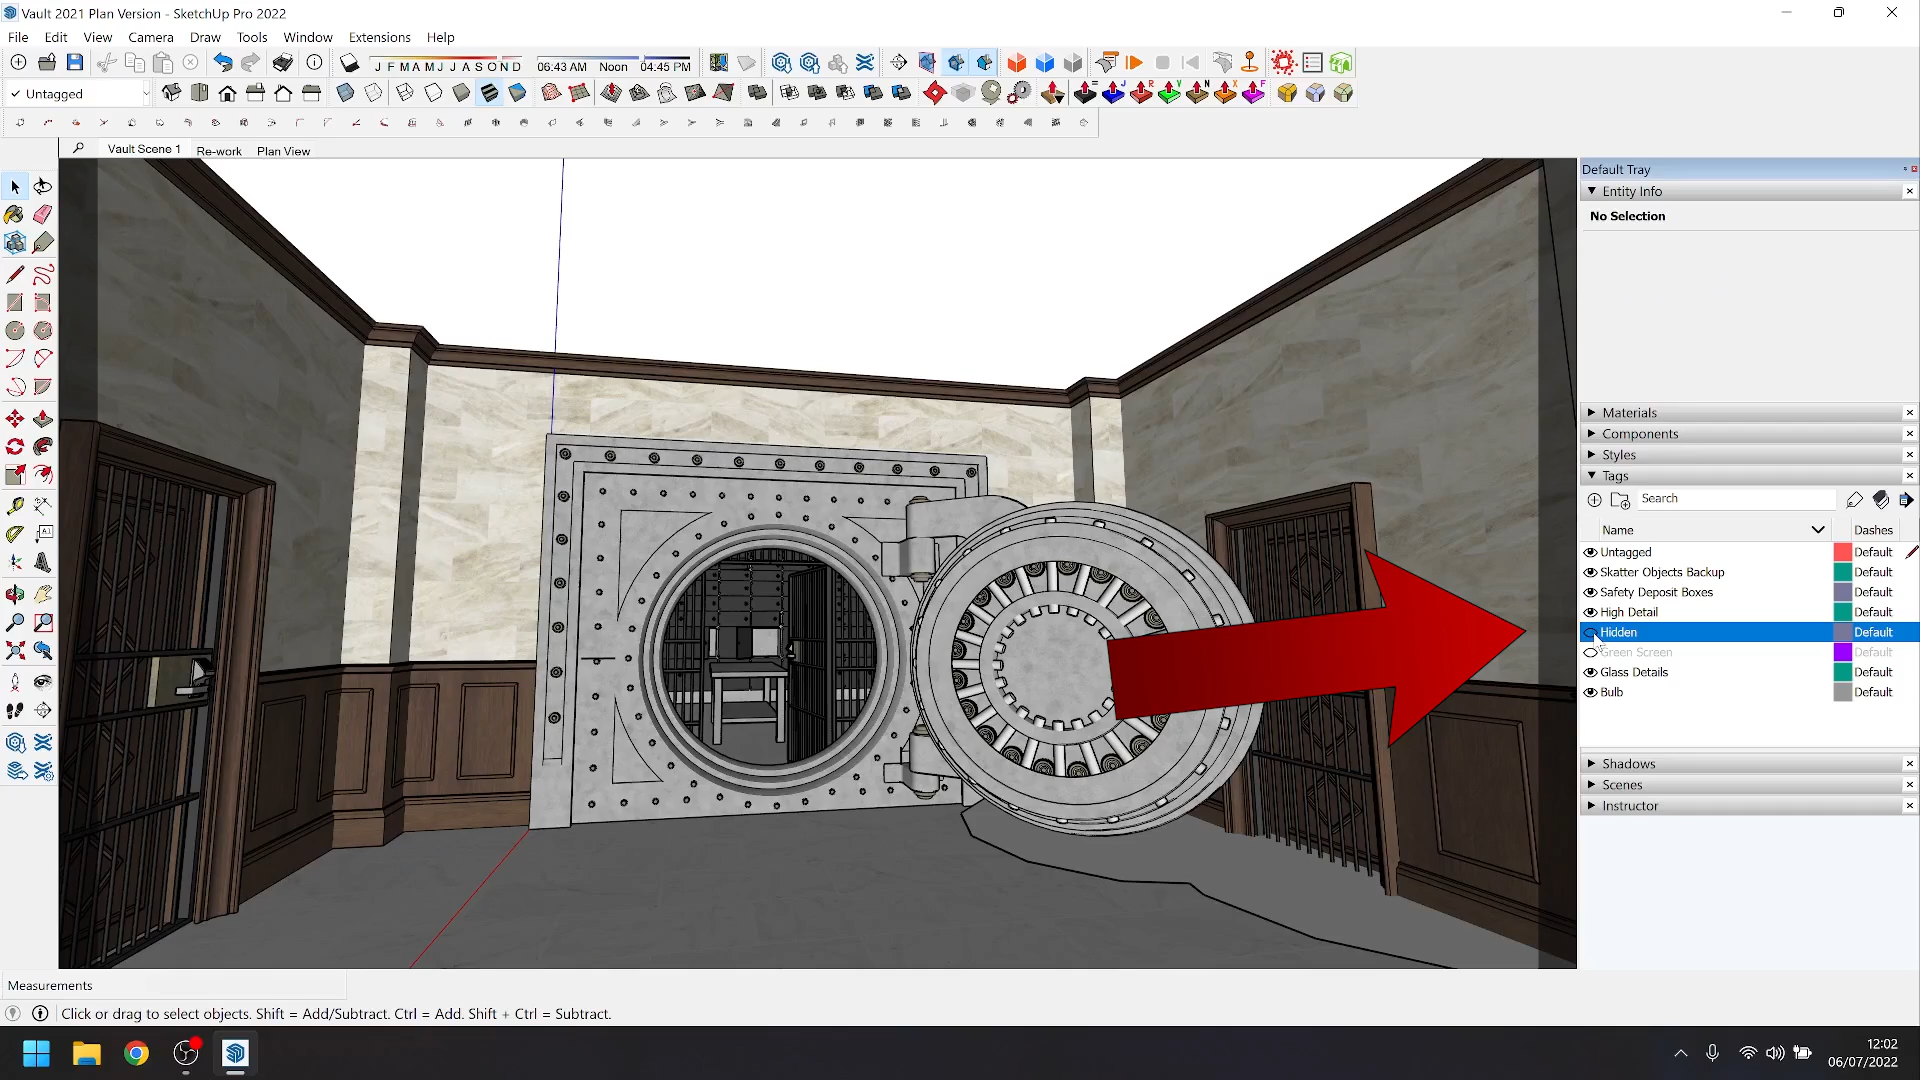 Vault 2021 Plan Version - SketchUp Pro 2022
File Edit View Camera Draw Tools Window Extensions Help
J F M A M J J A S O N D 06:43 AM Noon 04:45 PM
Untagged
Vault Scene 1 Re-work Plan View
Default Tray
Entity Info
No Selection
Materials
Components
Styles
Tags
Search
Name Dashes
Untagged Default
Skatter Objects Backup Default
Safety Deposit Boxes Default
High Detail Default
Hidden Default
Green Screen Default
Glass Details Default
Bulb Default
Shadows
Scenes
Instructor
Measurements
Click or drag to select objects. Shift = Add/Subtract. Ctrl = Add. Shift + Ctrl = Subtract.
12:02
06/07/2022